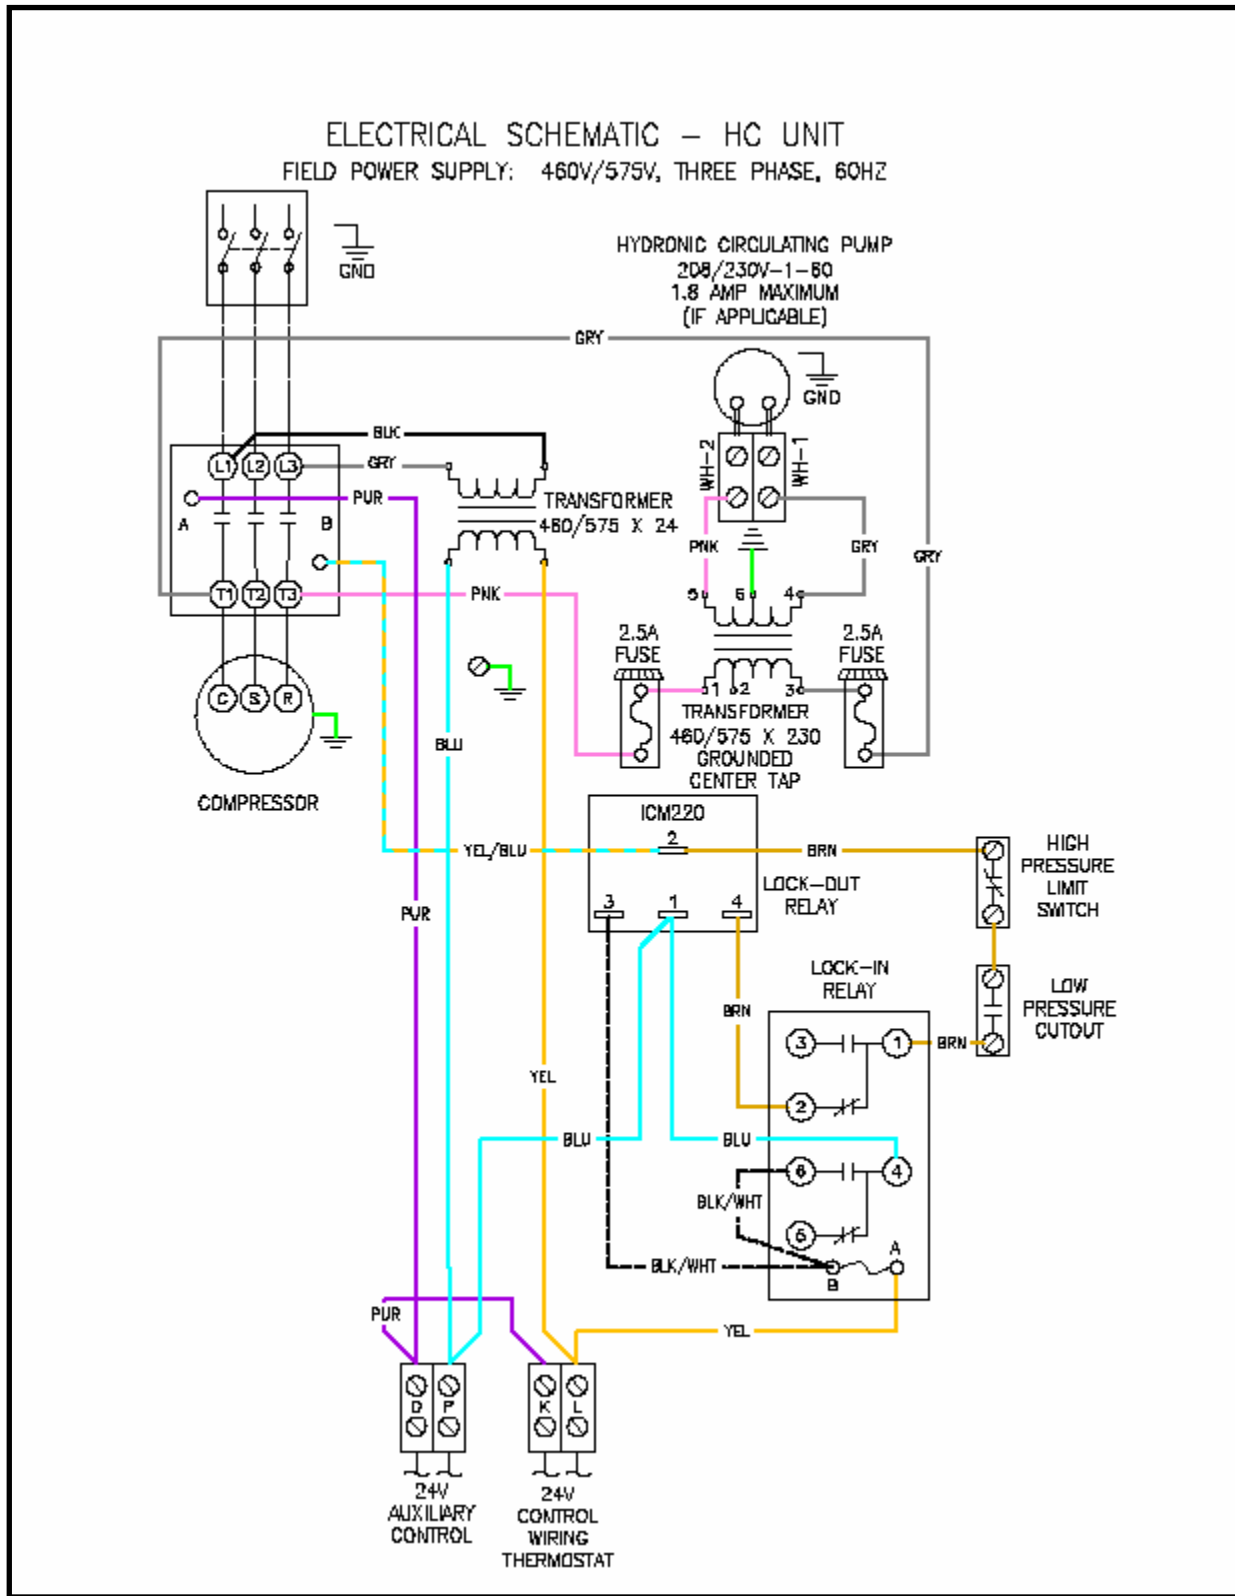 ELECTRICAL SCHEMATIC – HC UNIT
FIELD POWER SUPPLY: 460V/575V, THREE PHASE, 60HZ
GND
HYDRONIC CIRCULATING PUMP
208/230V-1-60
1.8 AMP MAXIMUM
(IF APPLICABLE)
GRY
GND
BLK
GRY
L1 L2 L3
WH-2
WH-1
PUR
A
B
TRANSFORMER
460/575 X 24
PNK
GRY
GRY
T1 T2 T3
PNK
5 6 4
2.5A
FUSE
2.5A
FUSE
C S R
1 2 3
TRANSFORMER
460/575 X 230
GROUNDED
CENTER TAP
BLU
COMPRESSOR
ICM220
2
YEL/BLU
BRN
HIGH
PRESSURE
LIMIT
SWITCH
LOCK-OUT
RELAY
3 1 4
PUR
LOCK-IN
RELAY
LOW
PRESSURE
CUTOUT
BRN
3 1
BRN
YEL
2
BLU
BLU
6 4
BLK/WHT
5
A
BLK/WHT
B
PUR
YEL
D P
K L
24V
AUXILIARY
CONTROL
24V
CONTROL
WIRING
THERMOSTAT